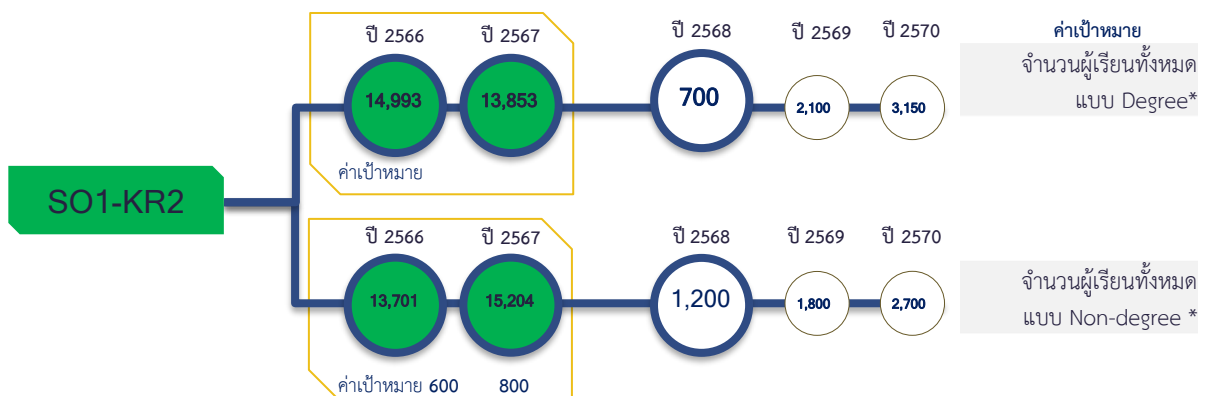 ปี 2566 ปี 2567 ปี 2568 ปี 2569 ปี 2570 ค่าเป้าหมาย
จำนวนผู้เรียนทั้งหมด
แบบ Degree*
14,993 13,853 700 2,100 3,150
ค่าเป้าหมาย
SO1-KR2
ปี 2566 ปี 2567 ปี 2568 ปี 2569 ปี 2570
จำนวนผู้เรียนทั้งหมด
แบบ Non-degree *
13,701 15,204 1,200 1,800 2,700
ค่าเป้าหมาย 600 800